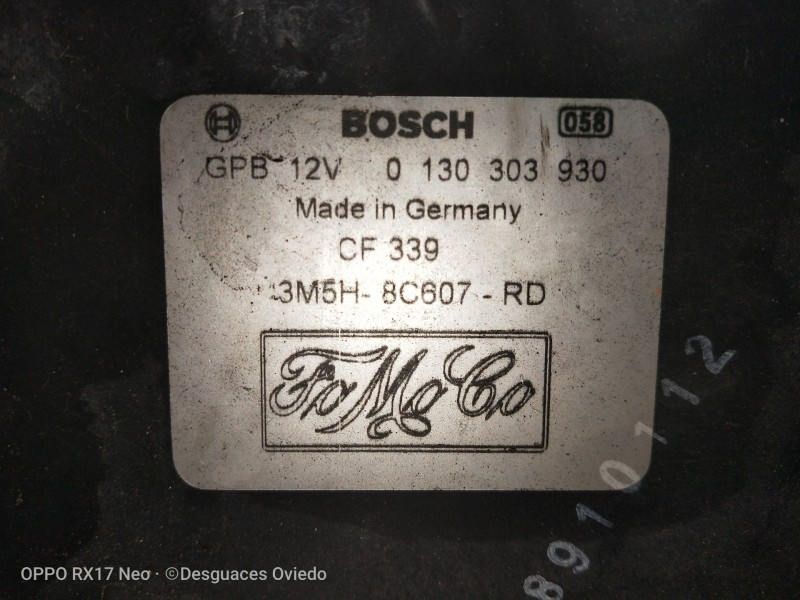 BOSCH 058
GPB 12V 0 130 303 930
Made in Germany
CF 339
3M5H- 8C607 - RD
FoMoCo
8910112
OPPO RX17 Neo · ©Desguaces Oviedo